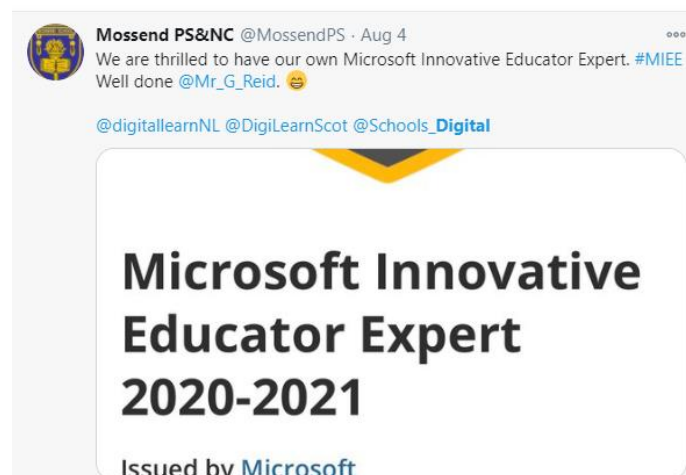 Mossend PS&NC @MossendPS · Aug 4
We are thrilled to have our own Microsoft Innovative Educator Expert. #MIEE
Well done @Mr_G_Reid. 😄
@digitallearnNL @DigiLearnScot @Schools_Digital
Microsoft Innovative
Educator Expert
2020-2021
Issued by Microsoft